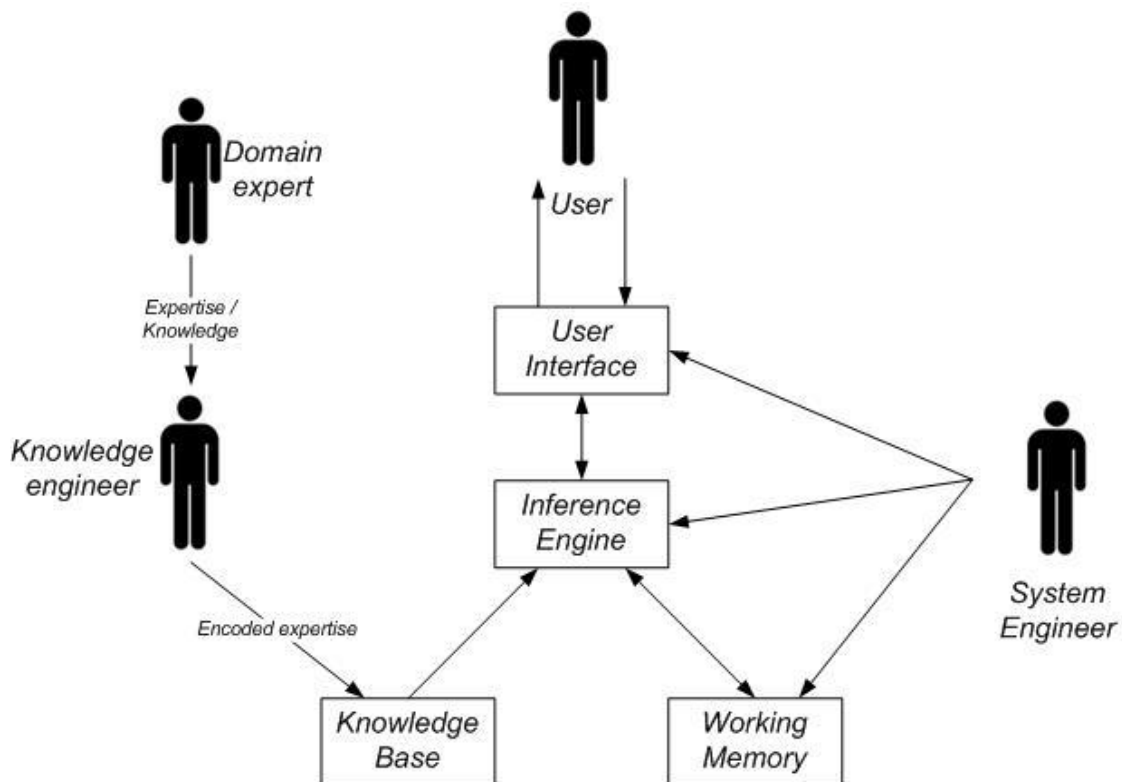 Domain
expert
User
Expertise /
Knowledge
User
Interface
Knowledge
engineer
Inference
Engine
System
Engineer
Encoded expertise
Knowledge
Base
Working
Memory